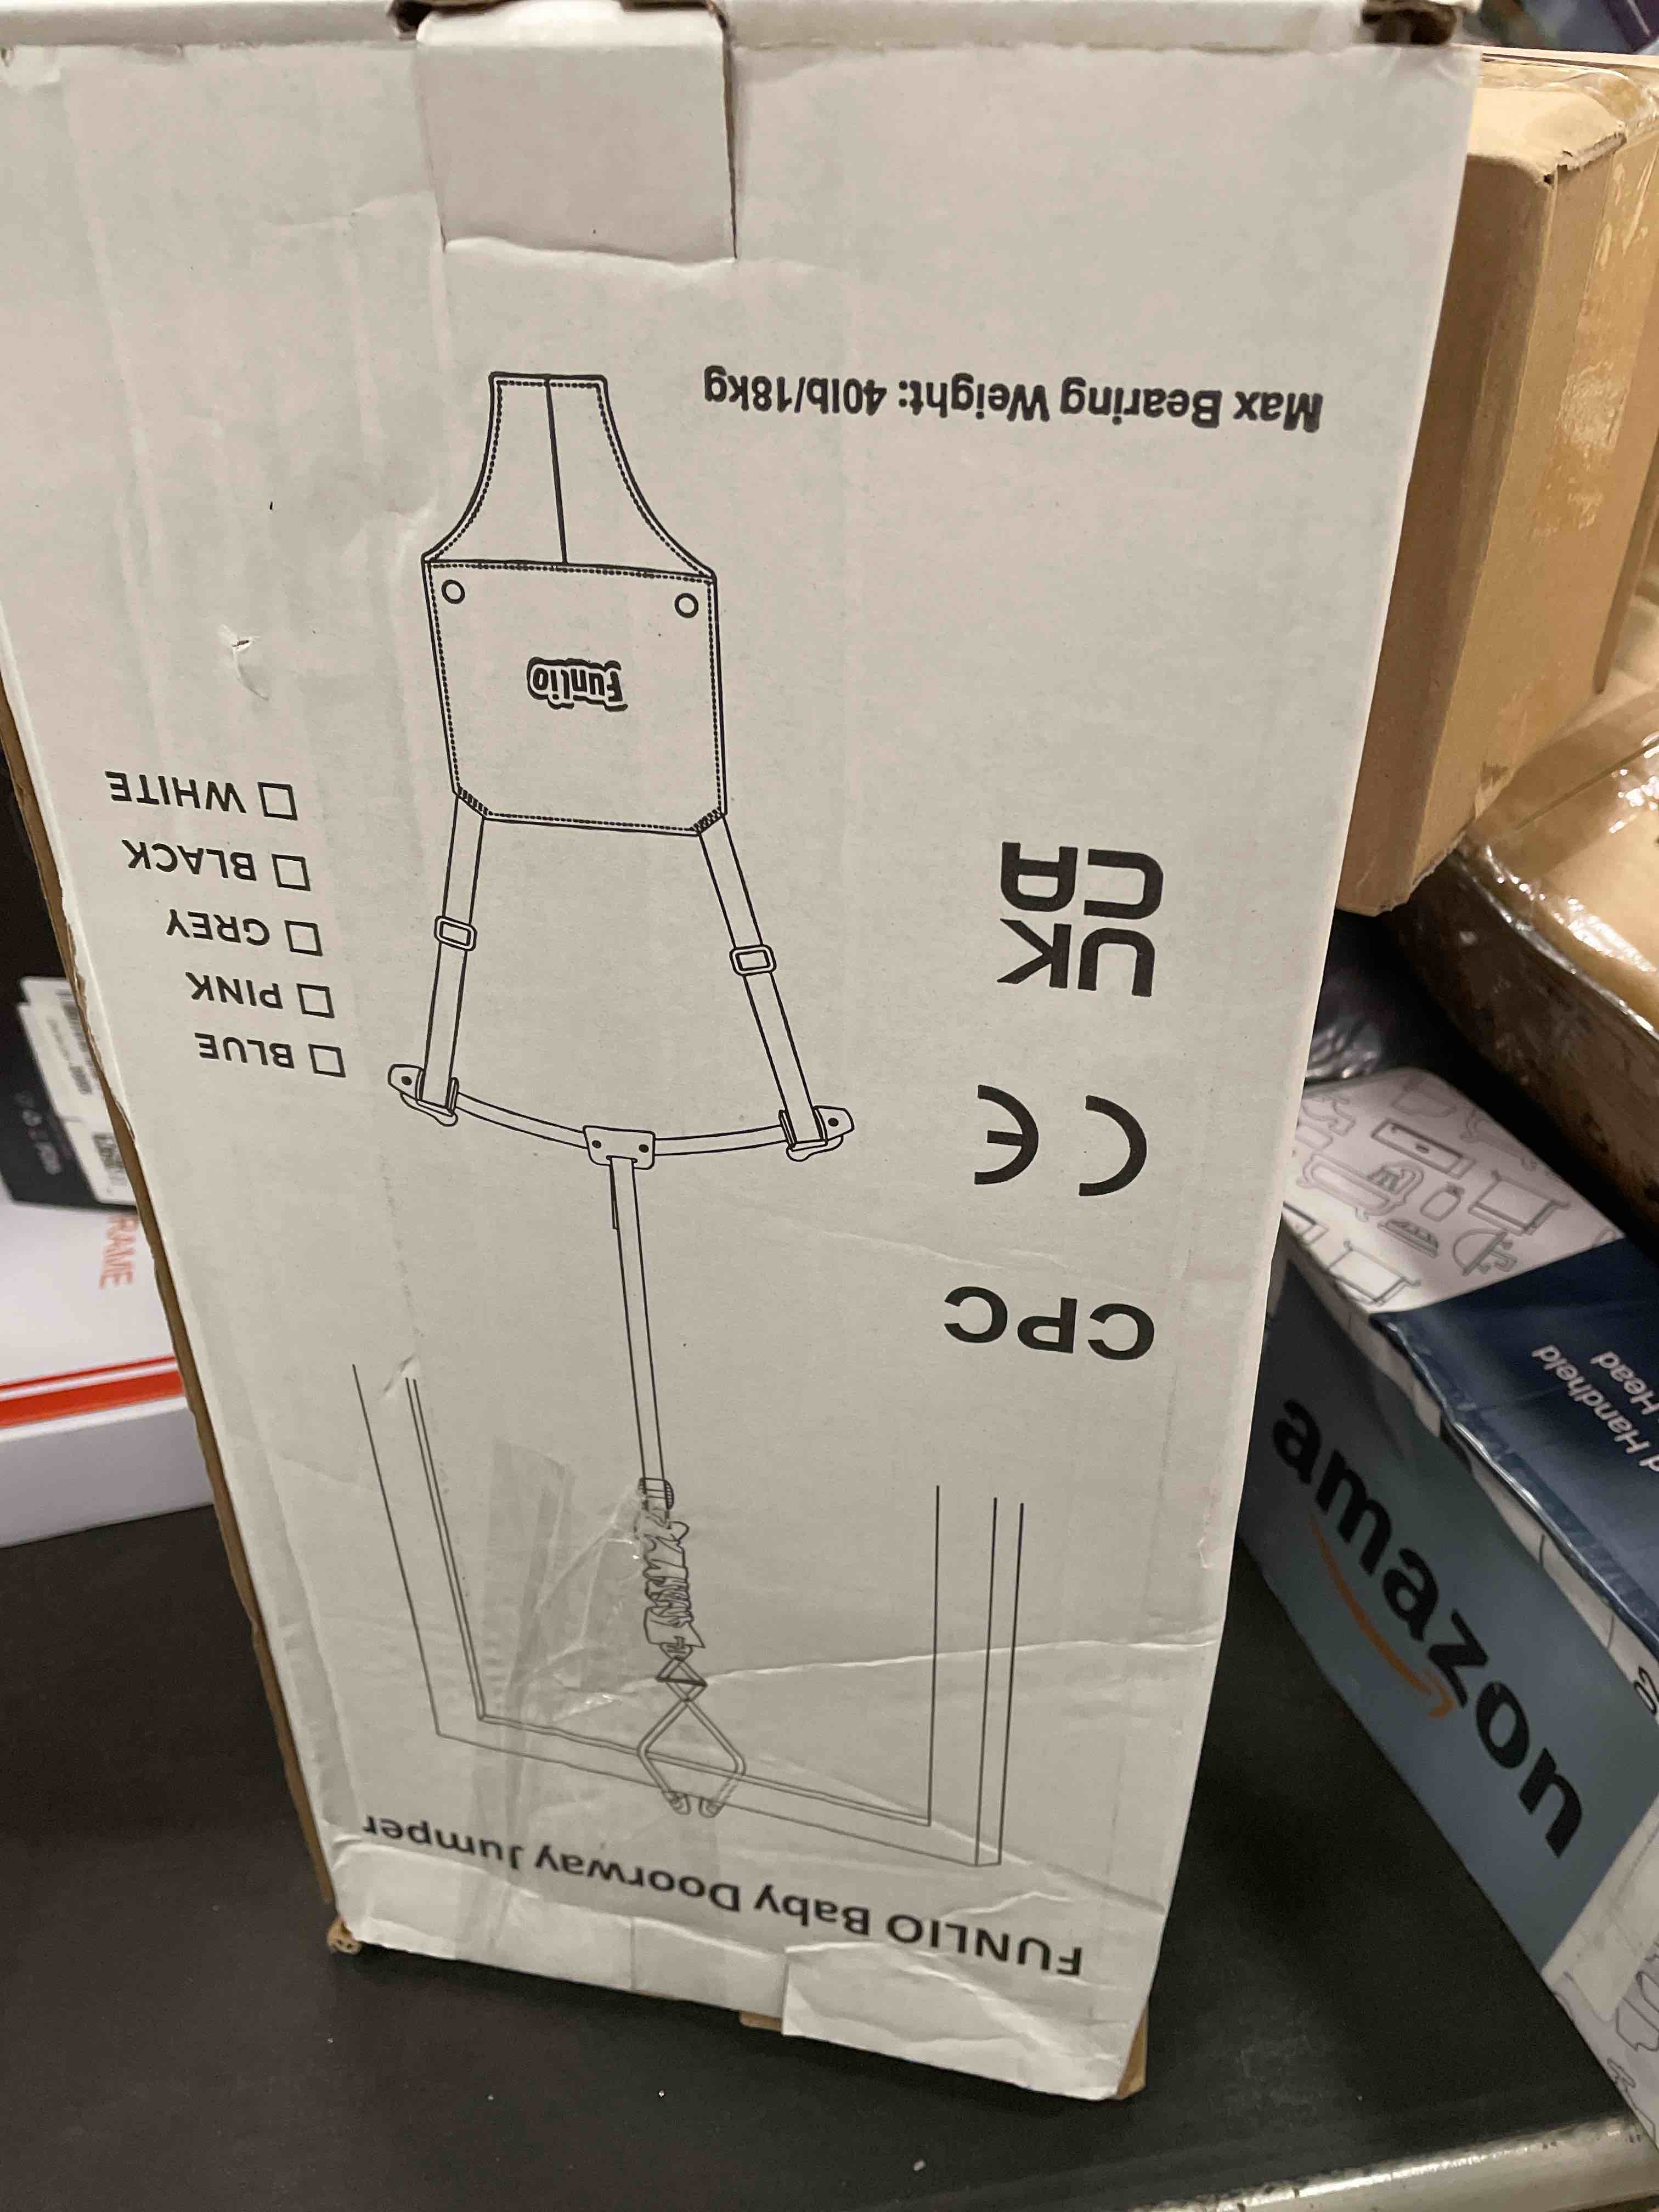 FUNLIO Baby Doorway Jumper
CPC
CE
UK
CA
☐ BLUE
☐ PINK
☐ GREY
☐ BLACK
☐ WHITE
Funlio
Max Bearing Weight: 40lb/18kg
amazon
Handheld
Head
RAME